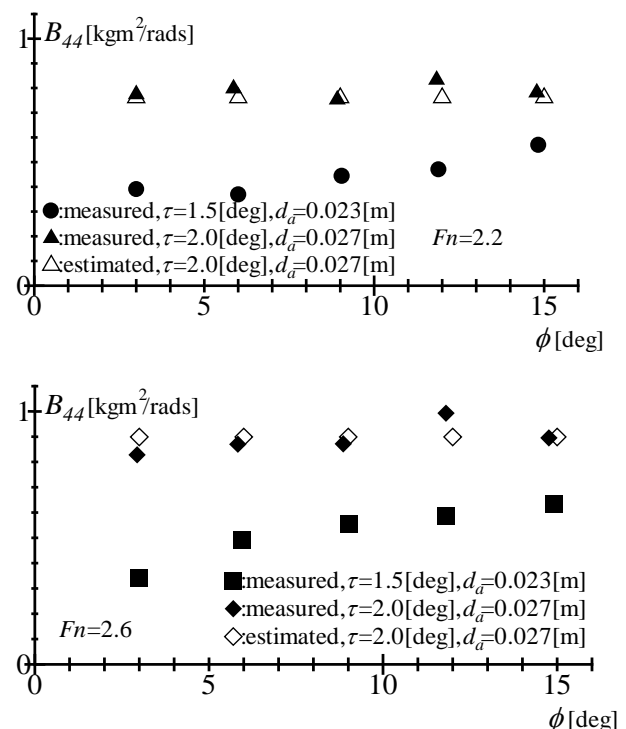 B₄₄[kgm²/rads]
1
●:measured,τ=1.5[deg],dₐ=0.023[m]
▲:measured,τ=2.0[deg],dₐ=0.027[m]
Fn=2.2
△:estimated,τ=2.0[deg],dₐ=0.027[m]
0
0 5 10 15
ϕ[deg]
B₄₄[kgm²/rads]
1
■:measured,τ=1.5[deg],dₐ=0.023[m]
◆:measured,τ=2.0[deg],dₐ=0.027[m]
Fn=2.6
◇:estimated,τ=2.0[deg],dₐ=0.027[m]
0
0 5 10 15
ϕ[deg]